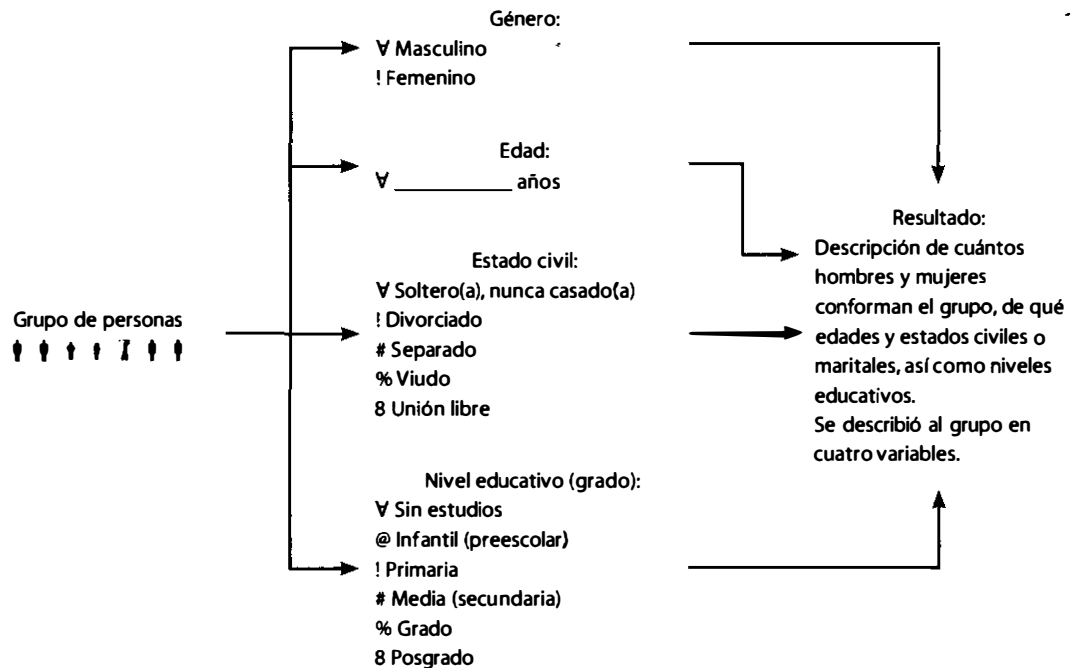 Género:
∀ Masculino
! Femenino
Edad:
∀ ____________ años
Estado civil:
∀ Soltero(a), nunca casado(a)
! Divorciado
# Separado
% Viudo
8 Unión libre
Grupo de personas
Nivel educativo (grado):
∀ Sin estudios
@ Infantil (preescolar)
! Primaria
# Media (secundaria)
% Grado
8 Posgrado
Resultado:
Descripción de cuántos
hombres y mujeres
conforman el grupo, de qué
edades y estados civiles o
maritales, así como niveles
educativos.
Se describió al grupo en
cuatro variables.